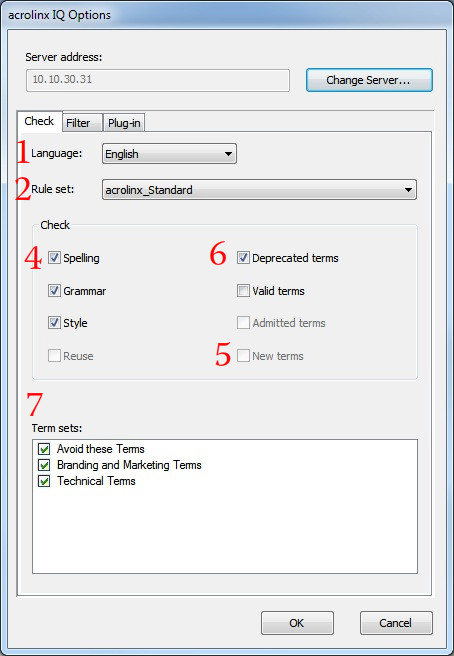 acrolinx IQ Options
Server address:
10.10.30.31 Change Server...
Check Filter Plug-in
1 Language: English
2 Rule set: acrolinx_Standard
Check
4 Spelling 6 Deprecated terms
Grammar Valid terms
Style Admitted terms
Reuse 5 New terms
7
Term sets:
Avoid these Terms
Branding and Marketing Terms
Technical Terms
OK Cancel